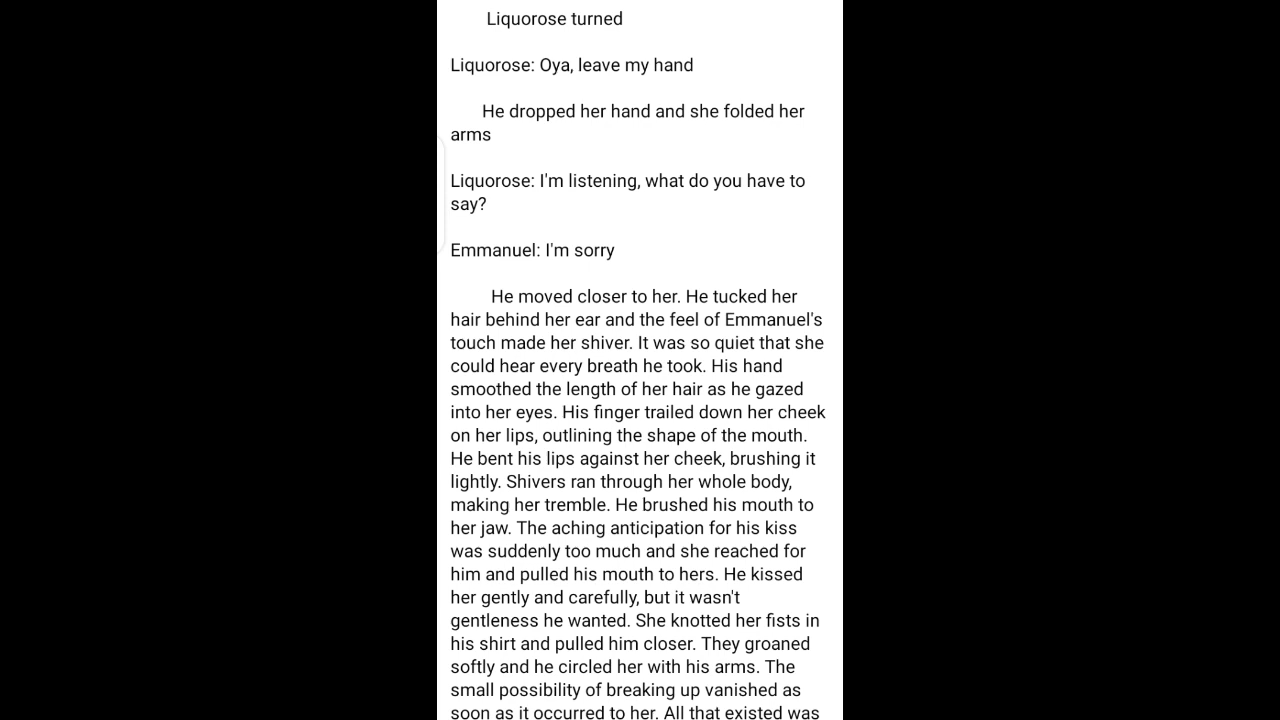 Liquorose turned
Liquorose: Oya, leave my hand
He dropped her hand and she folded her
arms
Liquorose: I'm listening, what do you have to
say?
Emmanuel: I'm sorry
He moved closer to her. He tucked her
hair behind her ear and the feel of Emmanuel's
touch made her shiver. It was so quiet that she
could hear every breath he took. His hand
smoothed the length of her hair as he gazed
into her eyes. His finger trailed down her cheek
on her lips, outlining the shape of the mouth.
He bent his lips against her cheek, brushing it
lightly. Shivers ran through her whole body,
making her tremble. He brushed his mouth to
her jaw. The aching anticipation for his kiss
was suddenly too much and she reached for
him and pulled his mouth to hers. He kissed
her gently and carefully, but it wasn't
gentleness he wanted. She knotted her fists in
his shirt and pulled him closer. They groaned
softly and he circled her with his arms. The
small possibility of breaking up vanished as
soon as it occurred to her. All that existed was